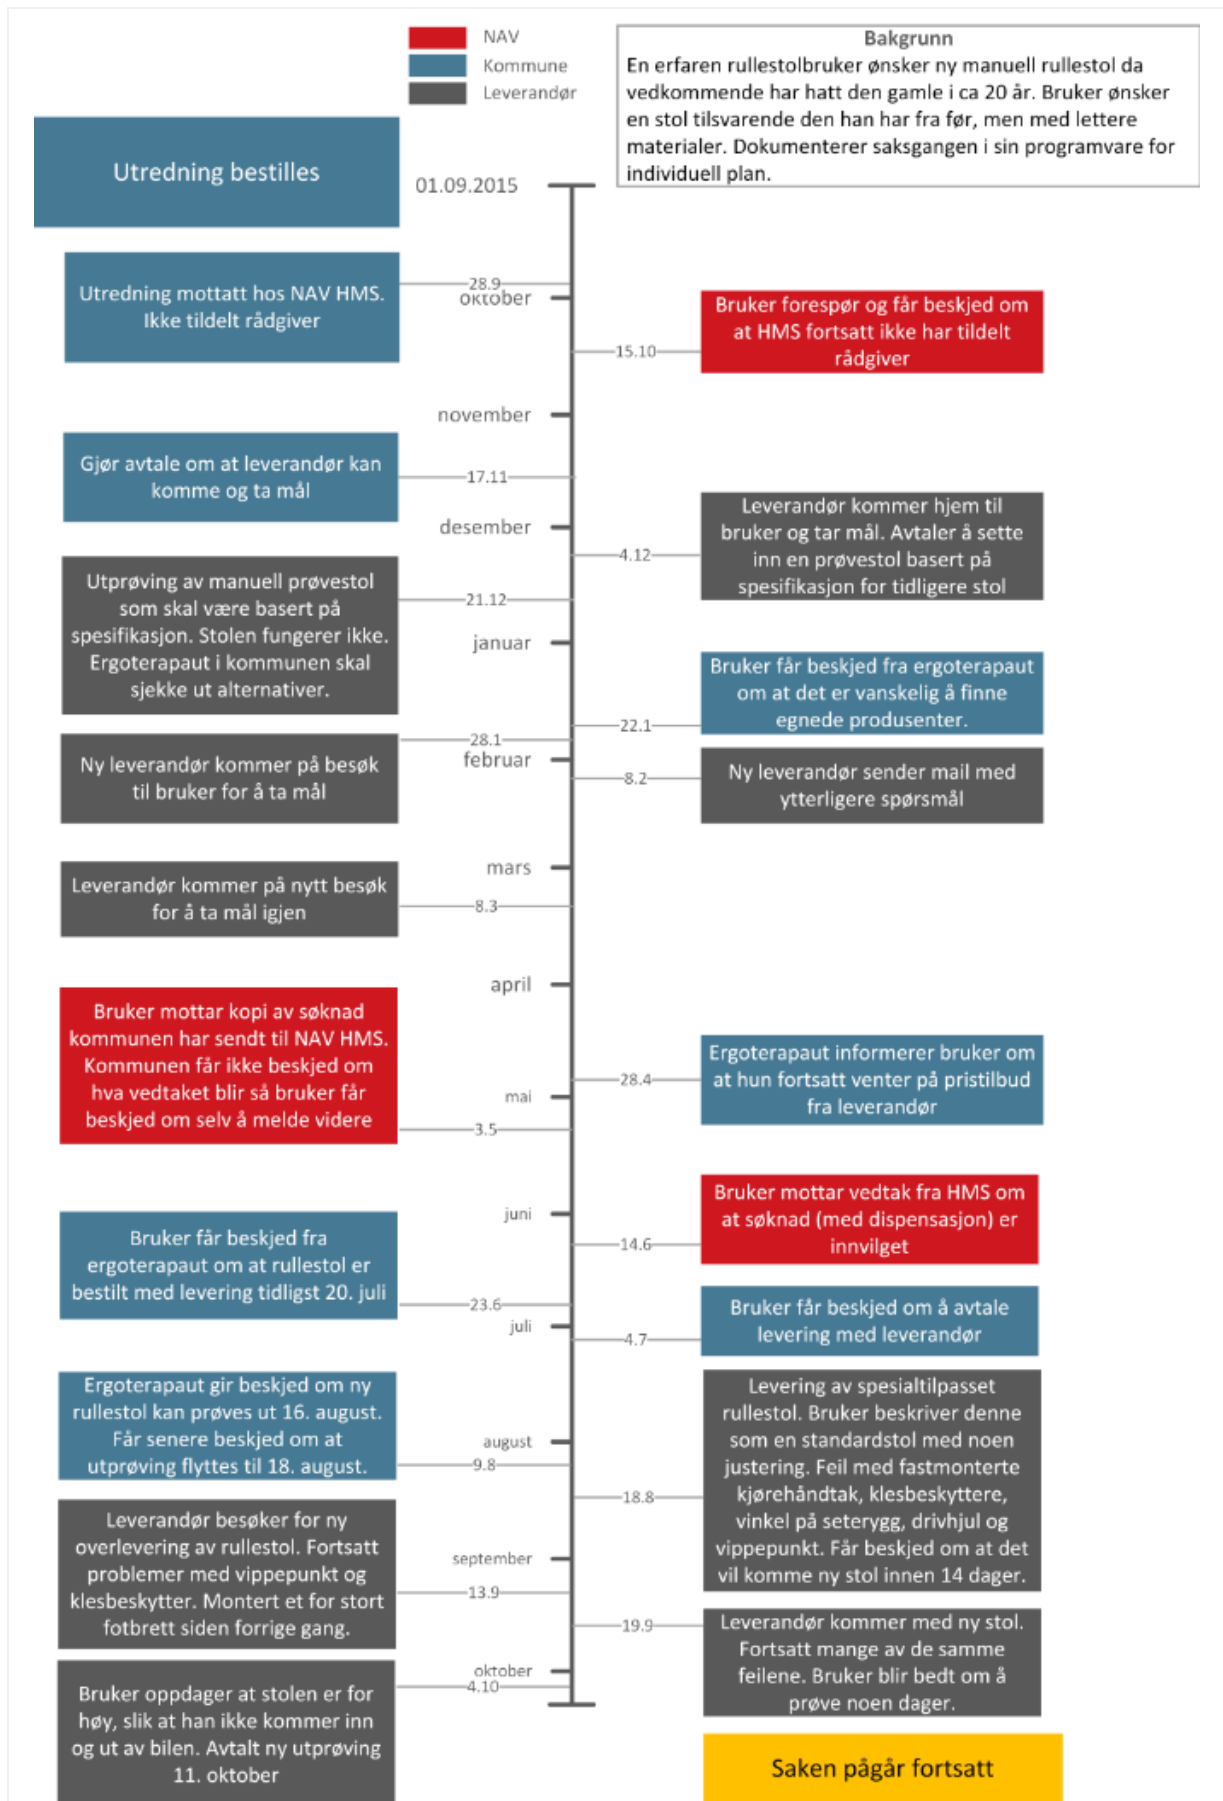 NAV
Kommune
Leverandør
Bakgrunn
En erfaren rullestolbruker ønsker ny manuell rullestol da
vedkommende har hatt den gamle i ca 20 år. Bruker ønsker
en stol tilsvarende den han har fra før, men med lettere
materialer. Dokumenterer saksgangen i sin programvare for
individuell plan.
Utredning bestilles
01.09.2015
Utredning mottatt hos NAV HMS.
Ikke tildelt rådgiver
28.9
oktober
Bruker forespør og får beskjed om
at HMS fortsatt ikke har tildelt
rådgiver
15.10
november
Gjør avtale om at leverandør kan
komme og ta mål
17.11
desember
Leverandør kommer hjem til
bruker og tar mål. Avtaler å sette
inn en prøvestol basert på
spesifikasjon for tidligere stol
4.12
Utprøving av manuell prøvestol
som skal være basert på
spesifikasjon. Stolen fungerer ikke.
Ergoterapaut i kommunen skal
sjekke ut alternativer.
21.12
januar
Bruker får beskjed fra ergoterapaut
om at det er vanskelig å finne
egnede produsenter.
22.1
Ny leverandør kommer på besøk
til bruker for å ta mål
28.1
februar
Ny leverandør sender mail med
ytterligere spørsmål
8.2
mars
Leverandør kommer på nytt besøk
for å ta mål igjen
8.3
april
Ergoterapaut informerer bruker om
at hun fortsatt venter på pristilbud
fra leverandør
28.4
mai
Bruker mottar kopi av søknad
kommunen har sendt til NAV HMS.
Kommunen får ikke beskjed om
hva vedtaket blir så bruker får
beskjed om selv å melde videre
3.5
juni
Bruker mottar vedtak fra HMS om
at søknad (med dispensasjon) er
innvilget
14.6
Bruker får beskjed fra
ergoterapaut om at rullestol er
bestilt med levering tidligst 20. juli
23.6
juli
Bruker får beskjed om å avtale
levering med leverandør
4.7
Ergoterapaut gir beskjed om ny
rullestol kan prøves ut 16. august.
Får senere beskjed om at
utprøving flyttes til 18. august.
august
9.8
Levering av spesialtilpasset
rullestol. Bruker beskriver denne
som en standardstol med noen
justering. Feil med fastmonterte
kjørehåndtak, klesbeskyttere,
vinkel på seterygg, drivhjul og
vippepunkt. Får beskjed om at det
vil komme ny stol innen 14 dager.
18.8
september
Leverandør besøker for ny
overlevering av rullestol. Fortsatt
problemer med vippepunkt og
klesbeskytter. Montert et for stort
fotbrett siden forrige gang.
13.9
Leverandør kommer med ny stol.
Fortsatt mange av de samme
feilene. Bruker blir bedt om å
prøve noen dager.
19.9
oktober
4.10
Bruker oppdager at stolen er for
høy, slik at han ikke kommer inn
og ut av bilen. Avtalt ny utprøving
11. oktober
Saken pågår fortsatt